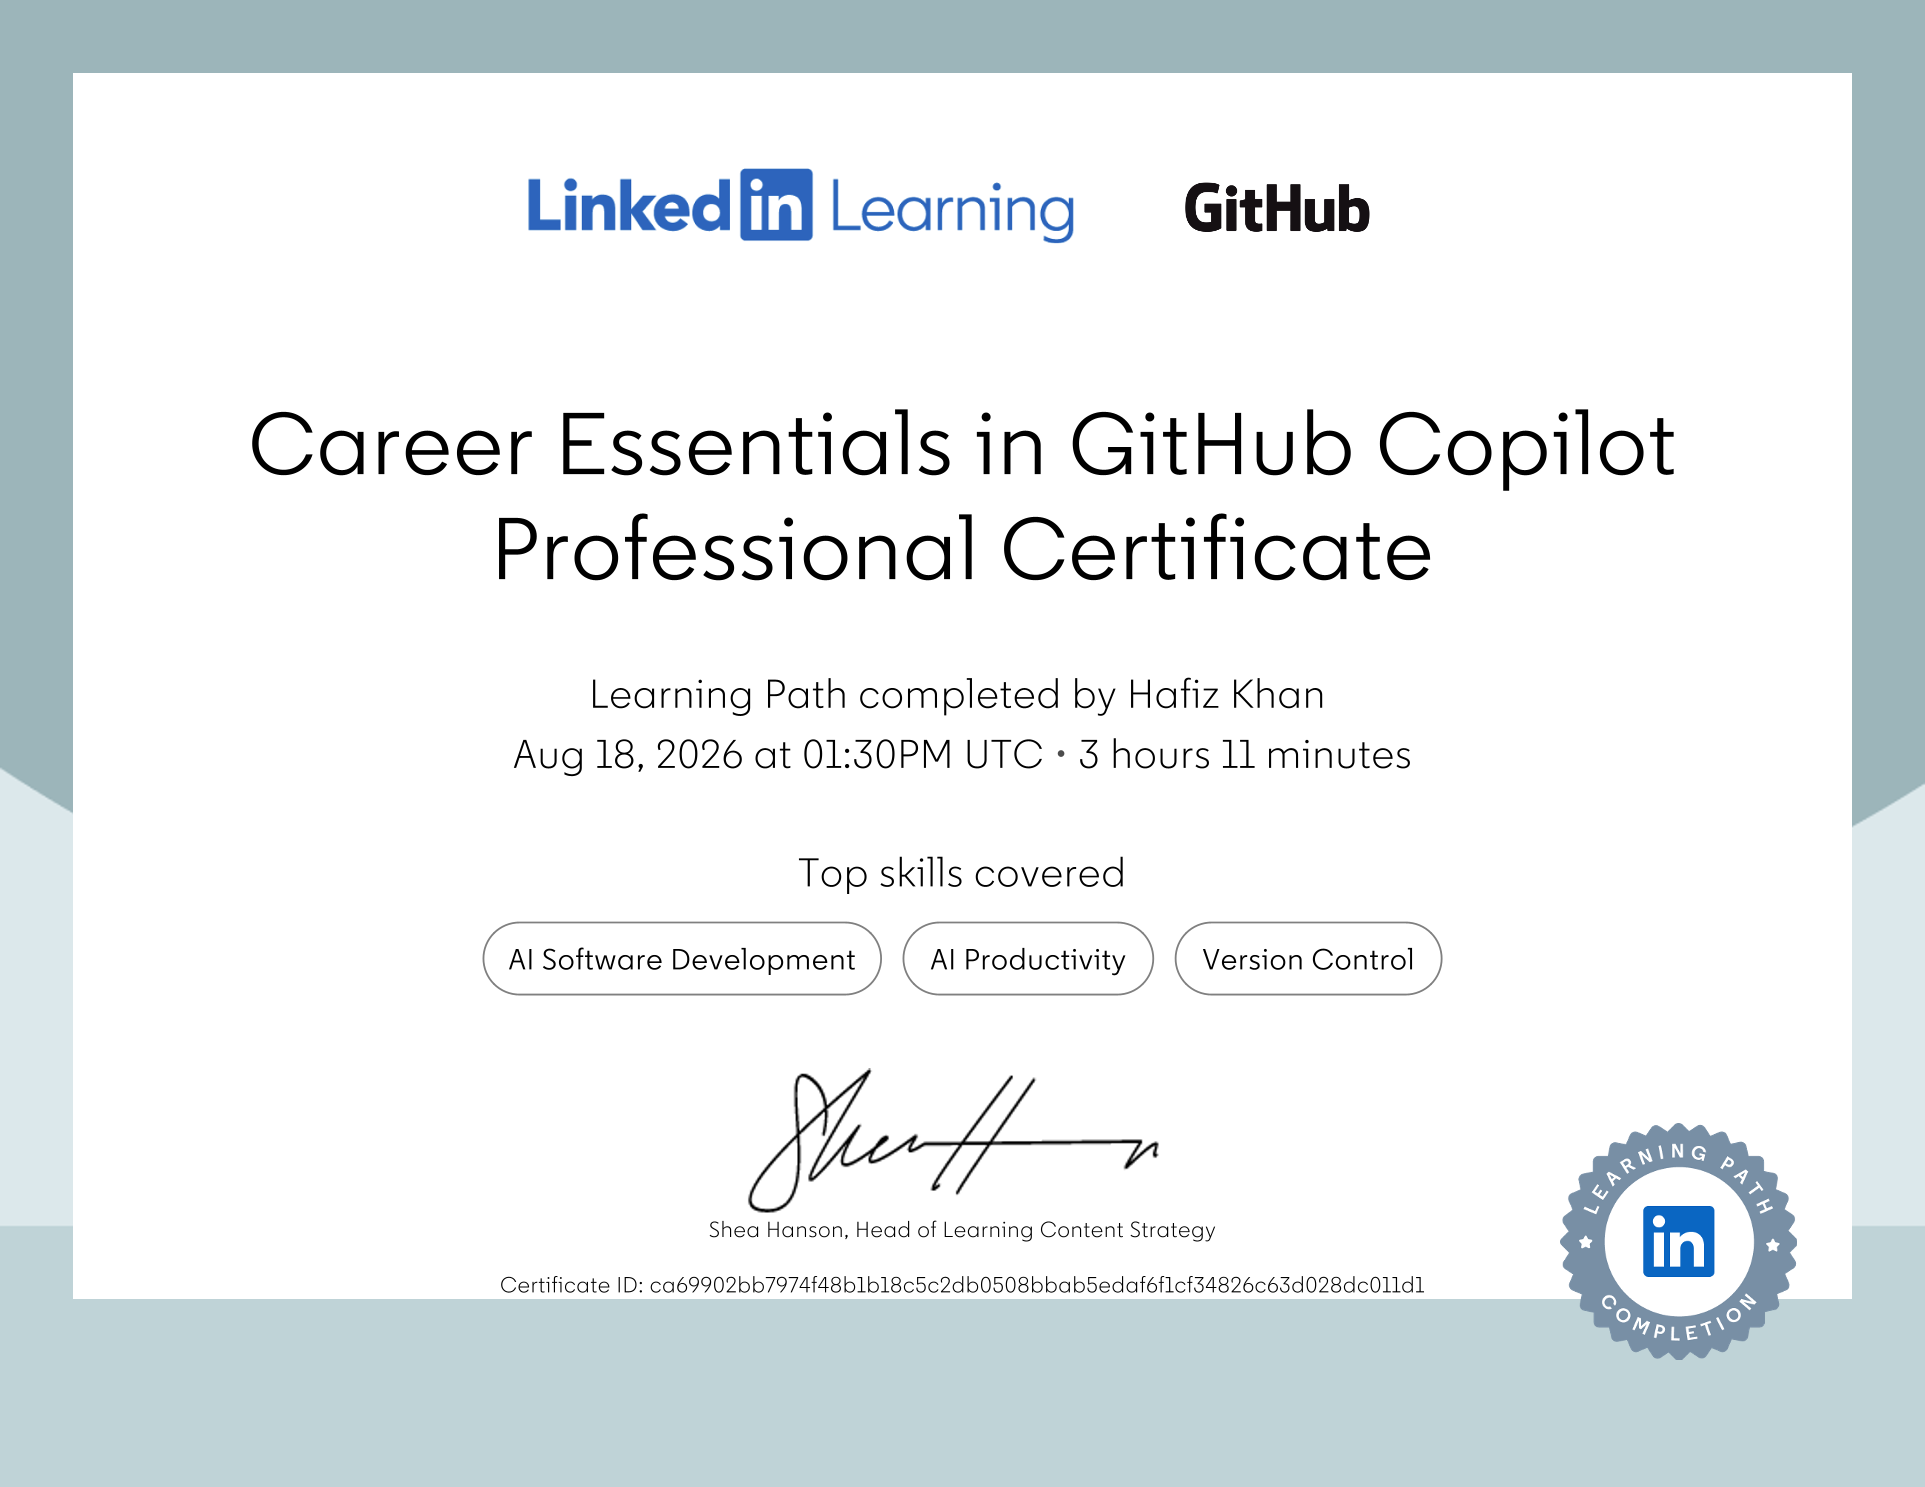 LinkedIn Learning GitHub
Career Essentials in GitHub Copilot
Professional Certificate
Learning Path completed by Hafiz Khan
Aug 18, 2026 at 01:30PM UTC • 3 hours 11 minutes
Top skills covered
AI Software Development AI Productivity Version Control
Shea Hanson, Head of Learning Content Strategy
Certificate ID: ca69902bb7974f48b1b18c5c2db0508bbab5edaf6f1cf34826c63d028dc011d1
LEARNING PATH
in
COMPLETION